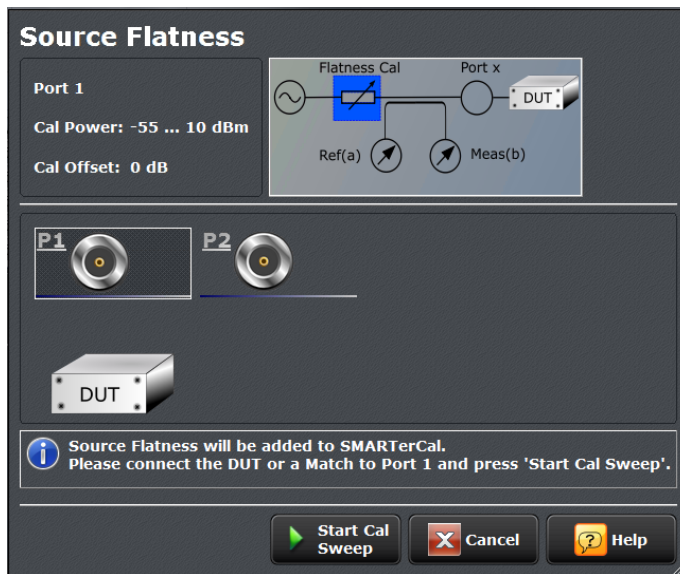 Source Flatness
Port 1
Cal Power: -55 ... 10 dBm
Cal Offset: 0 dB
Flatness Cal
Port x
DUT
Ref(a)
Meas(b)
P1
P2
DUT
Source Flatness will be added to SMARTerCal.
Please connect the DUT or a Match to Port 1 and press 'Start Cal Sweep'.
Start Cal
Sweep
Cancel
Help